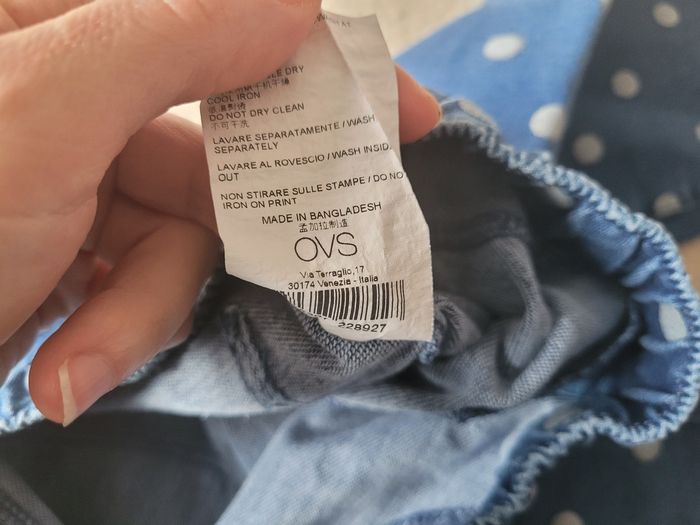 DRY
COOL IRON
DO NOT DRY CLEAN
不可干洗
LAVARE SEPARATAMENTE / WASH
SEPARATELY
LAVARE AL ROVESCIO / WASH INSID
OUT
NON STIRARE SULLE STAMPE / DO NO
IRON ON PRINT
MADE IN BANGLADESH
孟加拉制造
OVS
Via Terraglio, 17
30174 Venezia - Italia
228927